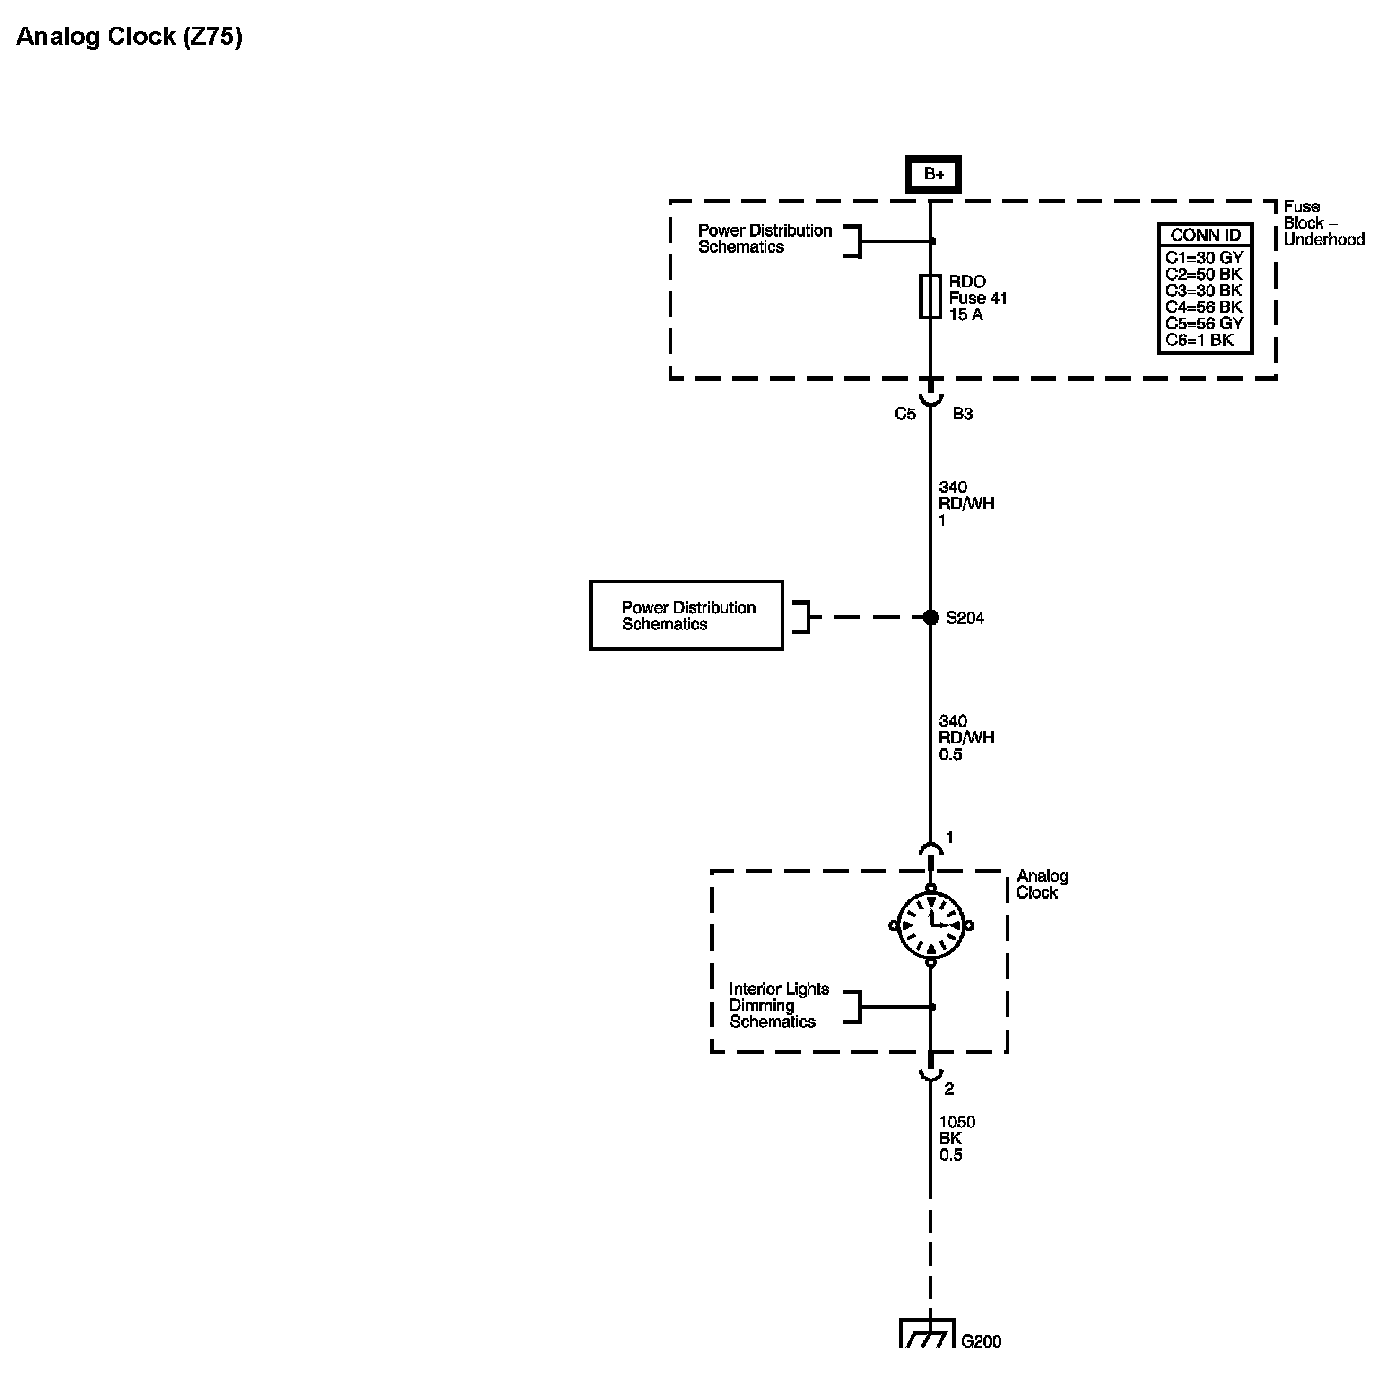 Analog Clock (Z75)
B+
Power Distribution
Schematics
CONN ID
C1=30 GY
C2=50 BK
C3=30 BK
C4=56 BK
C5=56 GY
C6=1 BK
Fuse
Block –
Underhood
RDO
Fuse 41
15 A
C5
B3
340
RD/WH
1
Power Distribution
Schematics
S204
340
RD/WH
0.5
1
Analog
Clock
Interior Lights
Dimming
Schematics
2
1050
BK
0.5
G200